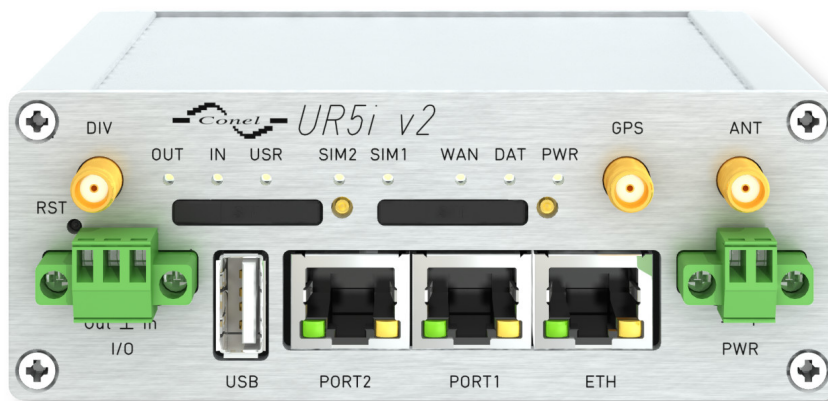 Conel UR5i v2
DIV
GPS
ANT
OUT IN USR SIM2 SIM1 WAN DAT PWR
RST
Out ⊥ In
I/O
PWR
USB
PORT2
PORT1
ETH